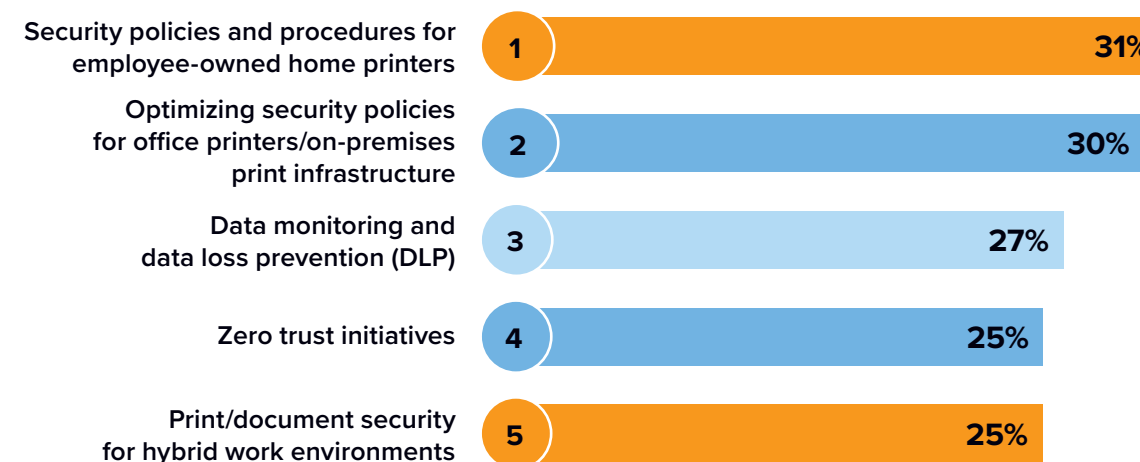 Security policies and procedures for
employee-owned home printers
1
31%
Optimizing security policies
for office printers/on-premises
print infrastructure
2
30%
Data monitoring and
data loss prevention (DLP)
3
27%
Zero trust initiatives
4
25%
Print/document security
for hybrid work environments
5
25%